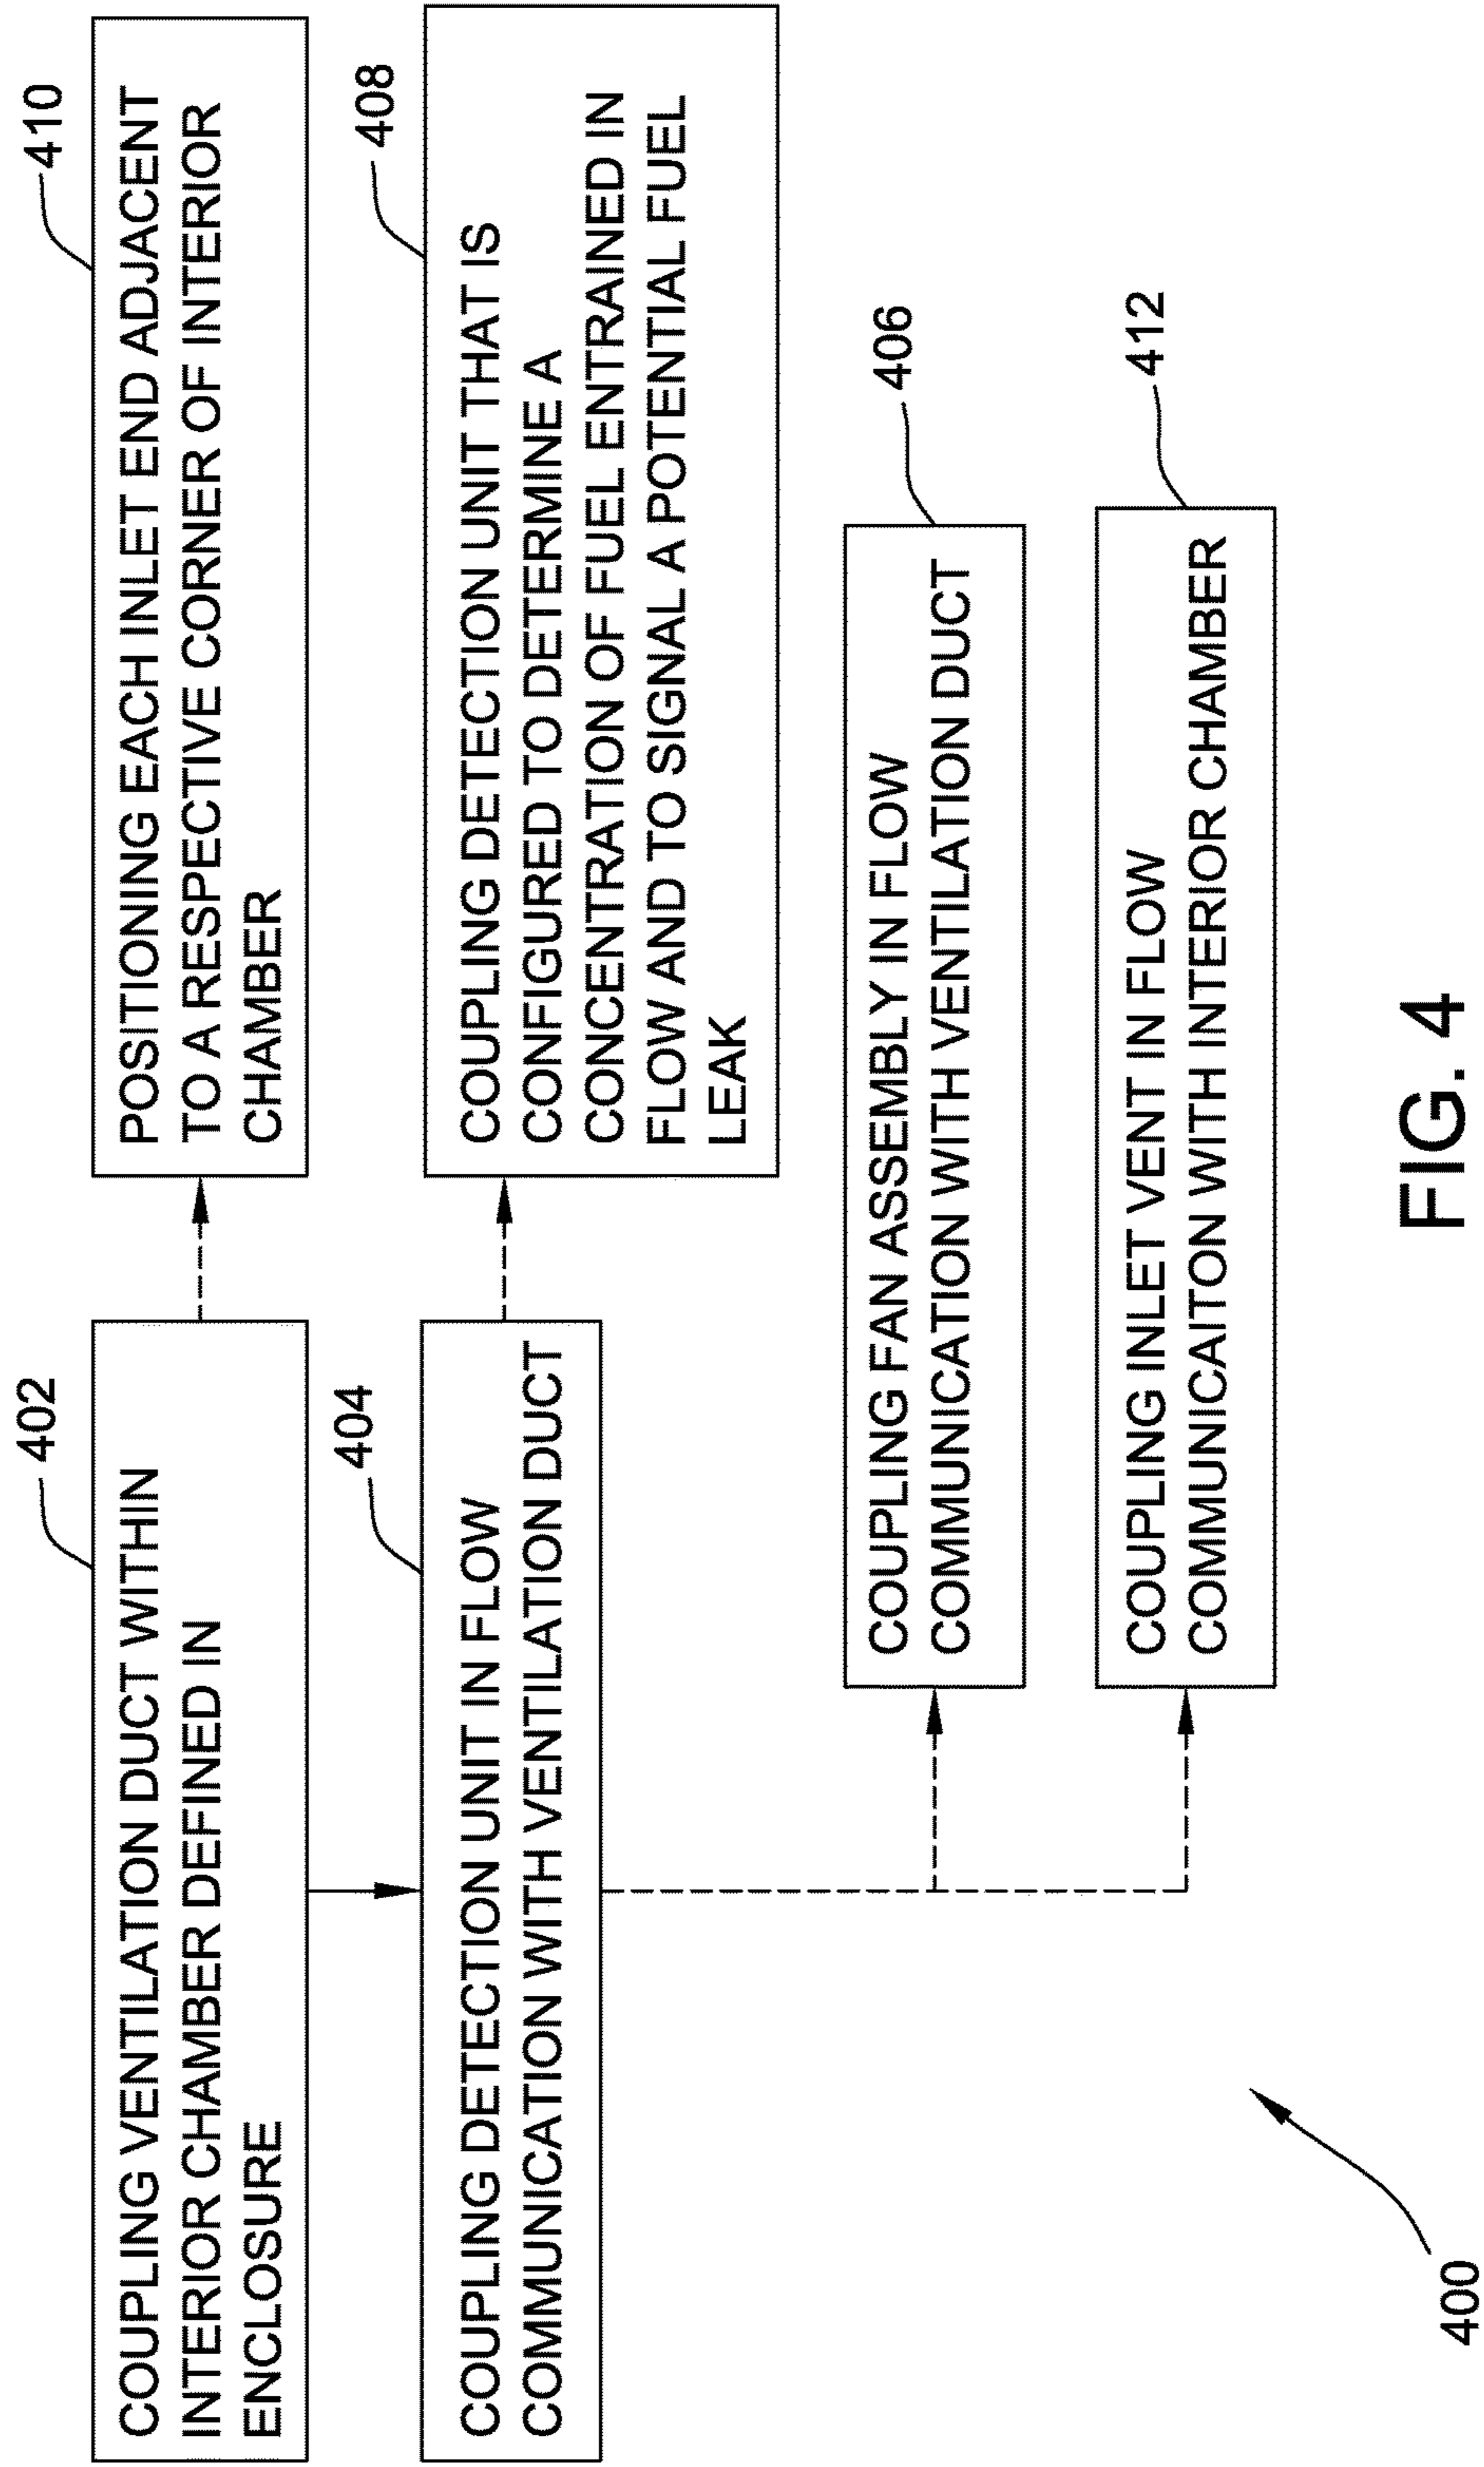 402
COUPLING VENTILATION DUCT WITHIN
INTERIOR CHAMBER DEFINED IN
ENCLOSURE
410
POSITIONING EACH INLET END ADJACENT
TO A RESPECTIVE CORNER OF INTERIOR
CHAMBER
404
COUPLING DETECTION UNIT IN FLOW
COMMUNICATION WITH VENTILATION DUCT
408
COUPLING DETECTION UNIT THAT IS
CONFIGURED TO DETERMINE A
CONCENTRATION OF FUEL ENTRAINED IN
FLOW AND TO SIGNAL A POTENTIAL FUEL
LEAK
406
COUPLING FAN ASSEMBLY IN FLOW
COMMUNICATION WITH VENTILATION DUCT
412
COUPLING INLET VENT IN FLOW
COMMUNICAITON WITH INTERIOR CHAMBER
400
FIG. 4